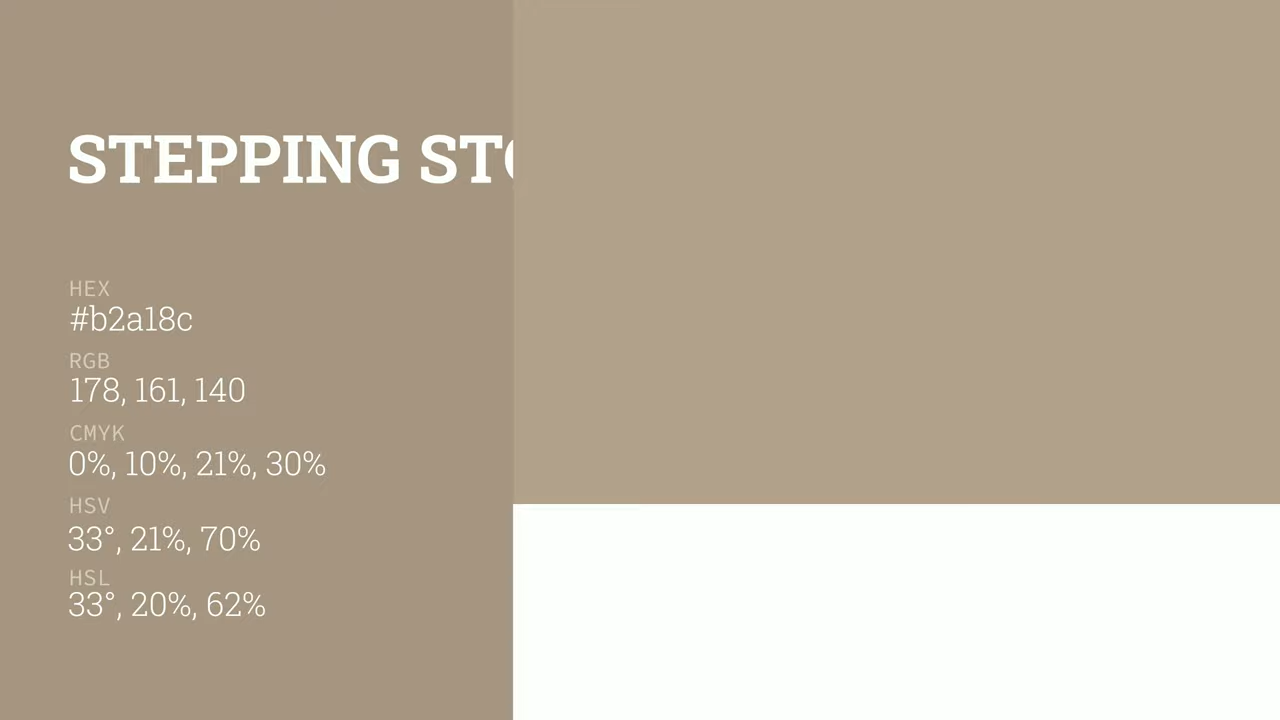 STEPPING STO
HEX
#b2a18c
RGB
178, 161, 140
CMYK
0%, 10%, 21%, 30%
HSV
33°, 21%, 70%
HSL
33°, 20%, 62%